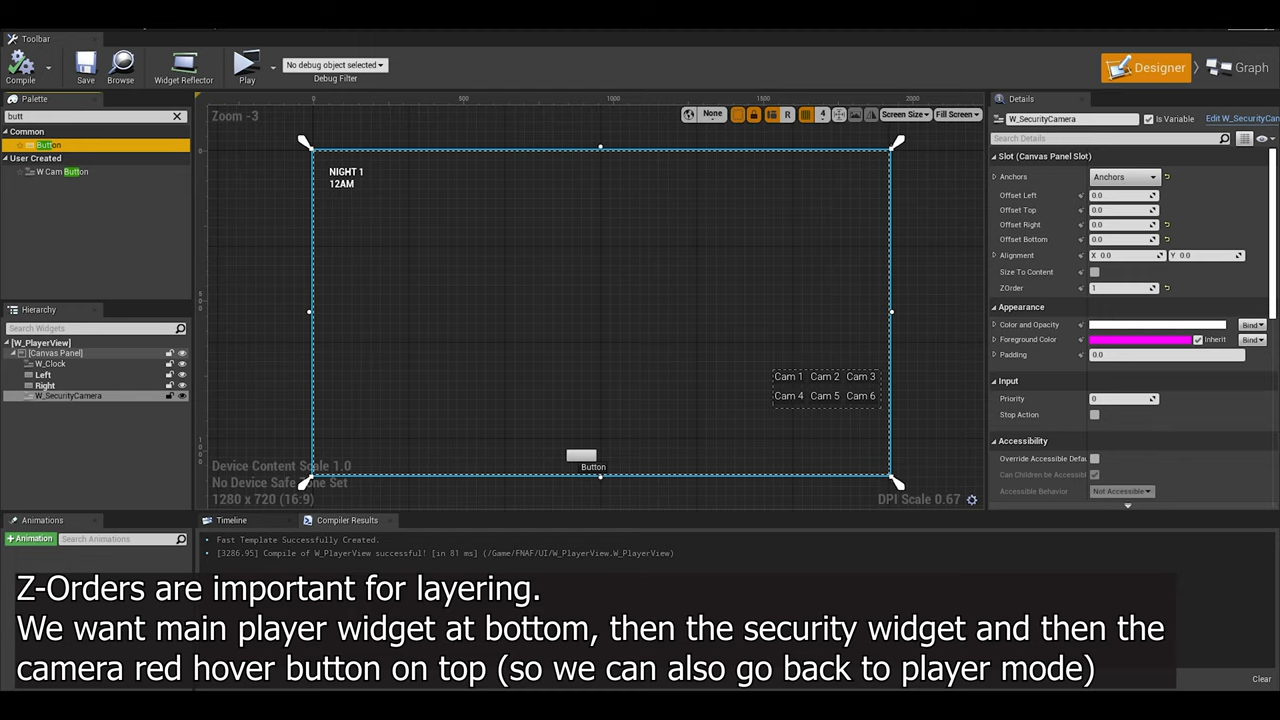 Toolbar
Compile
Save
Browse
Widget Reflector
Play
No debug object selected
Debug Filter
Designer
Graph
Palette
butt
Common
Button
User Created
W Cam Button
Hierarchy
Search Widgets
[W_PlayerView]
[Canvas Panel]
W_Clock
Left
Right
W_SecurityCamera
Animations
Animation
Search Animations
Zoom -3
0
500
1000
1500
2000
None
R
4
Screen Size
Fill Screen
NIGHT 1
12AM
Cam 1 Cam 2 Cam 3
Cam 4 Cam 5 Cam 6
Button
Device Content Scale 1.0
No Device Safe Zone Set
1280 x 720 (16:9)
DPI Scale 0.67
Timeline
Compiler Results
Fast Template Successfully Created.
[3286.95] Compile of W_PlayerView successful! [in 81 ms] (/Game/FNAF/UI/W_PlayerView.W_PlayerView)
Clear
Details
W_SecurityCamera
Is Variable
Edit W_SecurityCam
Search Details
Slot (Canvas Panel Slot)
Anchors
Anchors
Offset Left 0.0
Offset Top 0.0
Offset Right 0.0
Offset Bottom 0.0
Alignment X 0.0 Y 0.0
Size To Content
ZOrder 1
Appearance
Color and Opacity Bind
Foreground Color Inherit Bind
Padding 0.0
Input
Priority 0
Stop Action
Accessibility
Override Accessible Defau
Can Children be Accessibl
Accessible Behavior Not Accessible
Z-Orders are important for layering.
We want main player widget at bottom, then the security widget and then the
camera red hover button on top (so we can also go back to player mode)